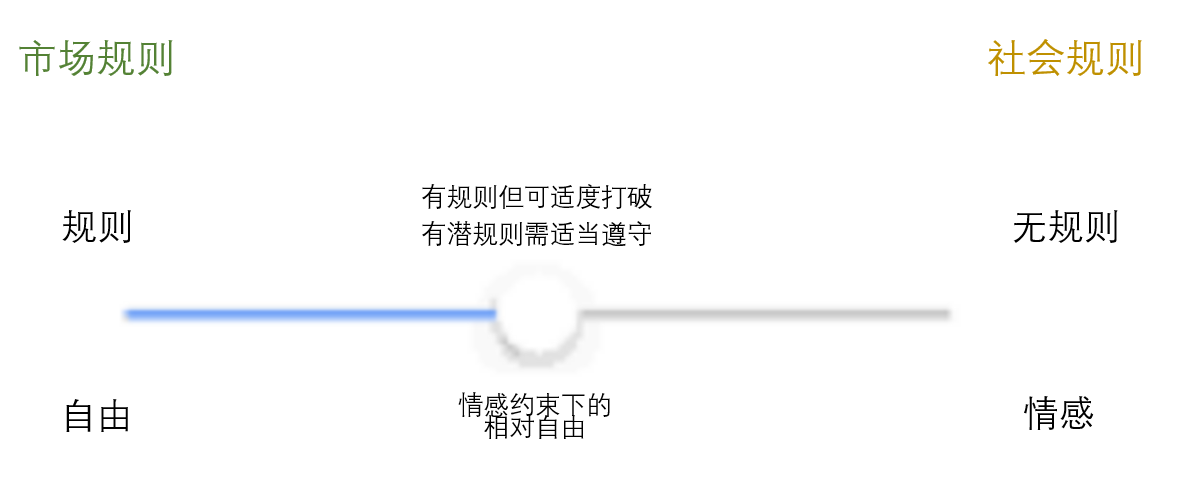 市场规则
社会规则
有规则但可适度打破
规则
有潜规则需适当遵守
无规则
自由
情感约束下的
相对自由
情感